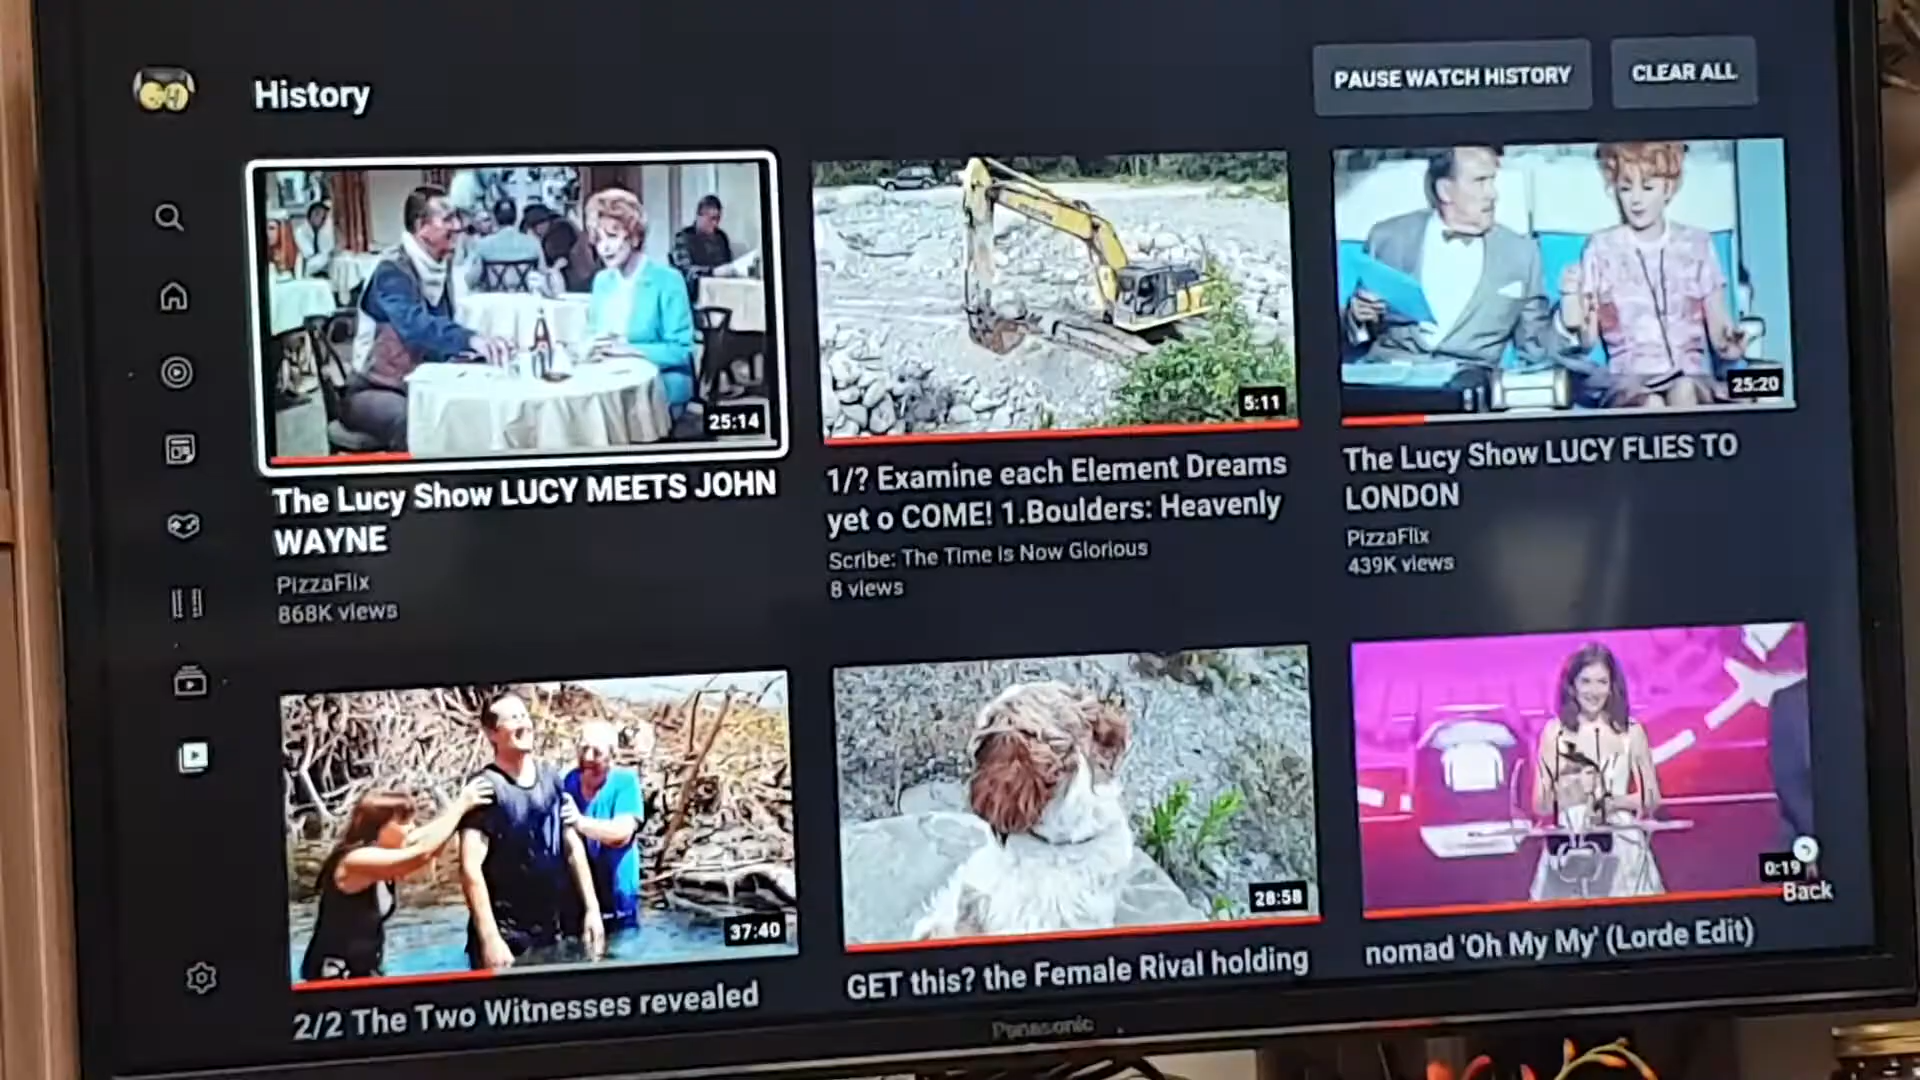 History
PAUSE WATCH HISTORY
CLEAR ALL
25:14
5:11
25:20
The Lucy Show LUCY MEETS JOHN
WAYNE
PizzaFlix
868K views
1/? Examine each Element Dreams
yet o COME! 1.Boulders: Heavenly
Scribe: The Time is Now Glorious
8 views
The Lucy Show LUCY FLIES TO
LONDON
PizzaFlix
439K views
37:40
28:58
0:19
Back
2/2 The Two Witnesses revealed
GET this? the Female Rival holding
nomad 'Oh My My' (Lorde Edit)
Panasonic